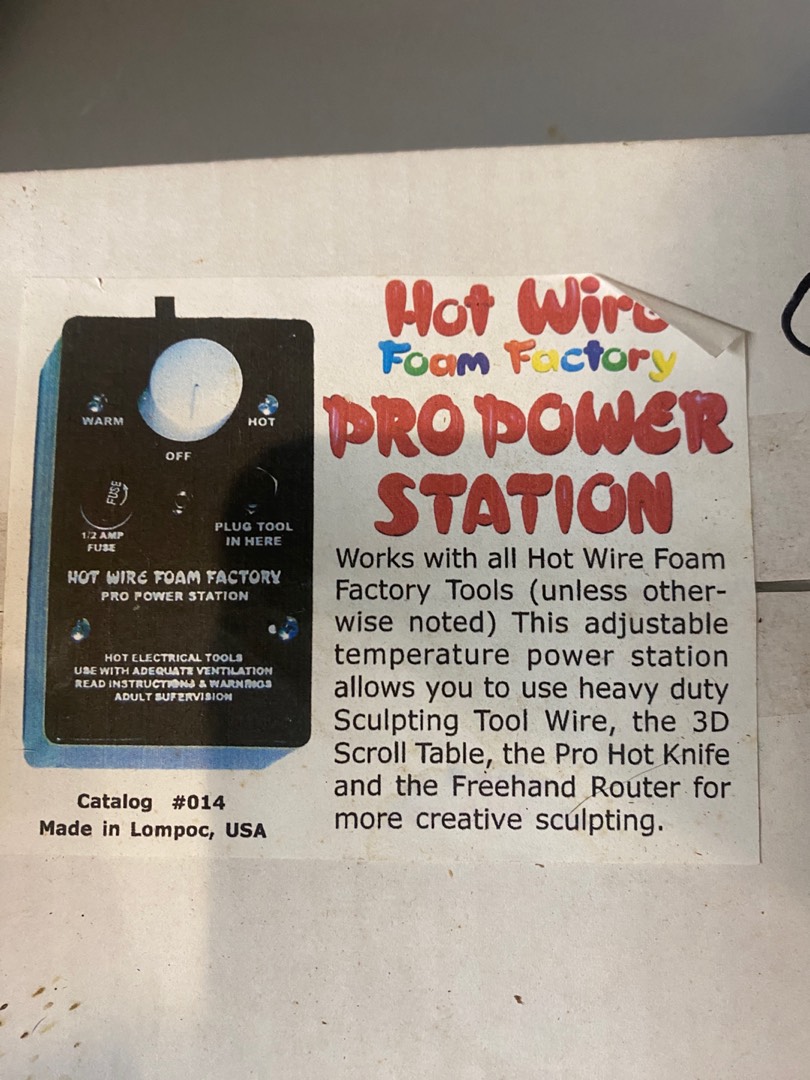 Hot Wire
Foam Factory
PRO POWER
STATION
WARM
HOT
OFF
FUSE
1/2 AMP
FUSE
PLUG TOOL
IN HERE
HOT WIRE FOAM FACTORY
PRO POWER STATION
HOT ELECTRICAL TOOLS
USE WITH ADEQUATE VENTILATION
READ INSTRUCTIONS & WARNINGS
ADULT SUPERVISION
Catalog #014
Made in Lompoc, USA
Works with all Hot Wire Foam
Factory Tools (unless other-
wise noted) This adjustable
temperature power station
allows you to use heavy duty
Sculpting Tool Wire, the 3D
Scroll Table, the Pro Hot Knife
and the Freehand Router for
more creative sculpting.